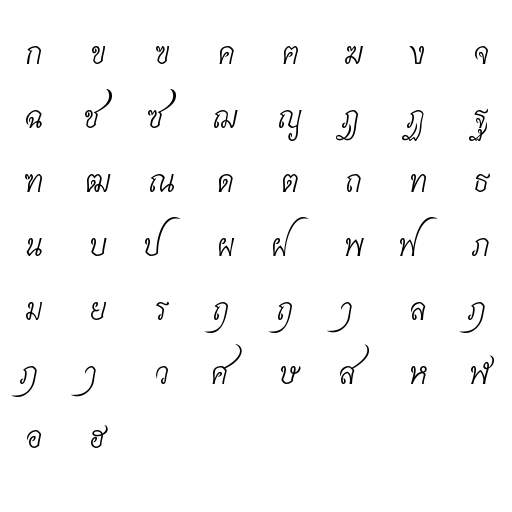 ก ข ฃ ค ฅ ฆ ง จ
ฉ ช ซ ฌ ญ ฎ ฏ ฐ
ฑ ฒ ณ ด ต ถ ท ธ
น บ ป ผ ฝ พ ฟ ภ
ม ย ร ฤ ฤ ๅ ล ฦ
ฦ ๅ ว ศ ษ ส ห ฬ
อ ฮ